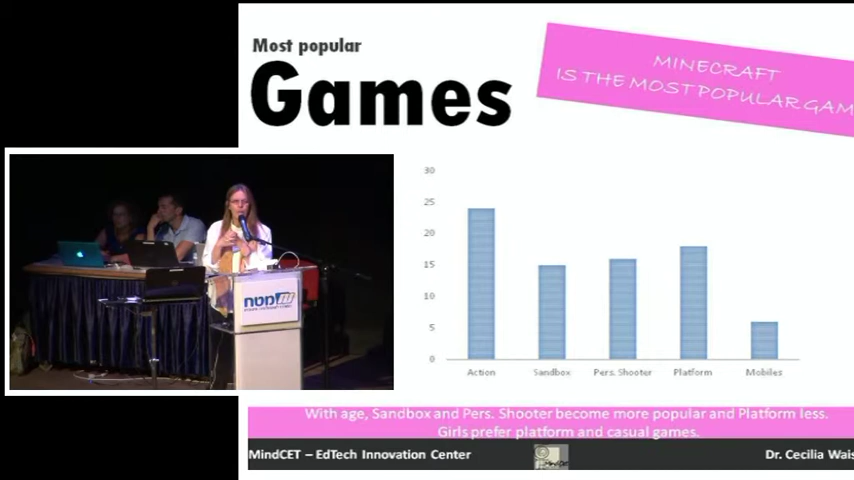 Most popular
Games
MINECRAFT
IS THE MOST POPULAR GAM
30
25
20
15
10
5
0
Action Sandbox Pers. Shooter Platform Mobiles
מטח
With age, Sandbox and Pers. Shooter become more popular and Platform less.
Girls prefer platform and casual games.
MindCET – EdTech Innovation Center
Dr. Cecilia Wais